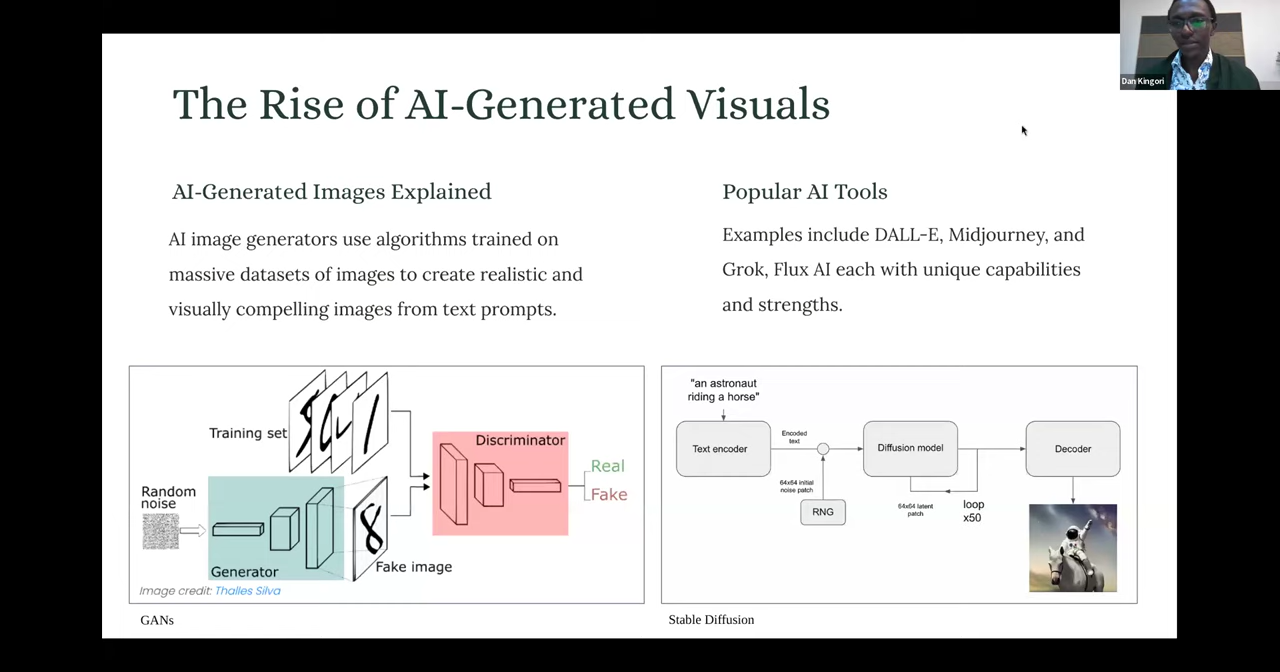 Dan Kingori
The Rise of AI-Generated Visuals
AI-Generated Images Explained
AI image generators use algorithms trained on
massive datasets of images to create realistic and
visually compelling images from text prompts.
Popular AI Tools
Examples include DALL-E, Midjourney, and
Grok, Flux AI each with unique capabilities
and strengths.
Training set
Discriminator
Real
Fake
Random
noise
8
Generator
Fake image
Image credit: Thalles Silva
GANs
"an astronaut
riding a horse"
Text encoder
Encoded
text
64x64 initial
noise patch
RNG
Diffusion model
64x64 latent
patch
loop
x50
Decoder
Stable Diffusion